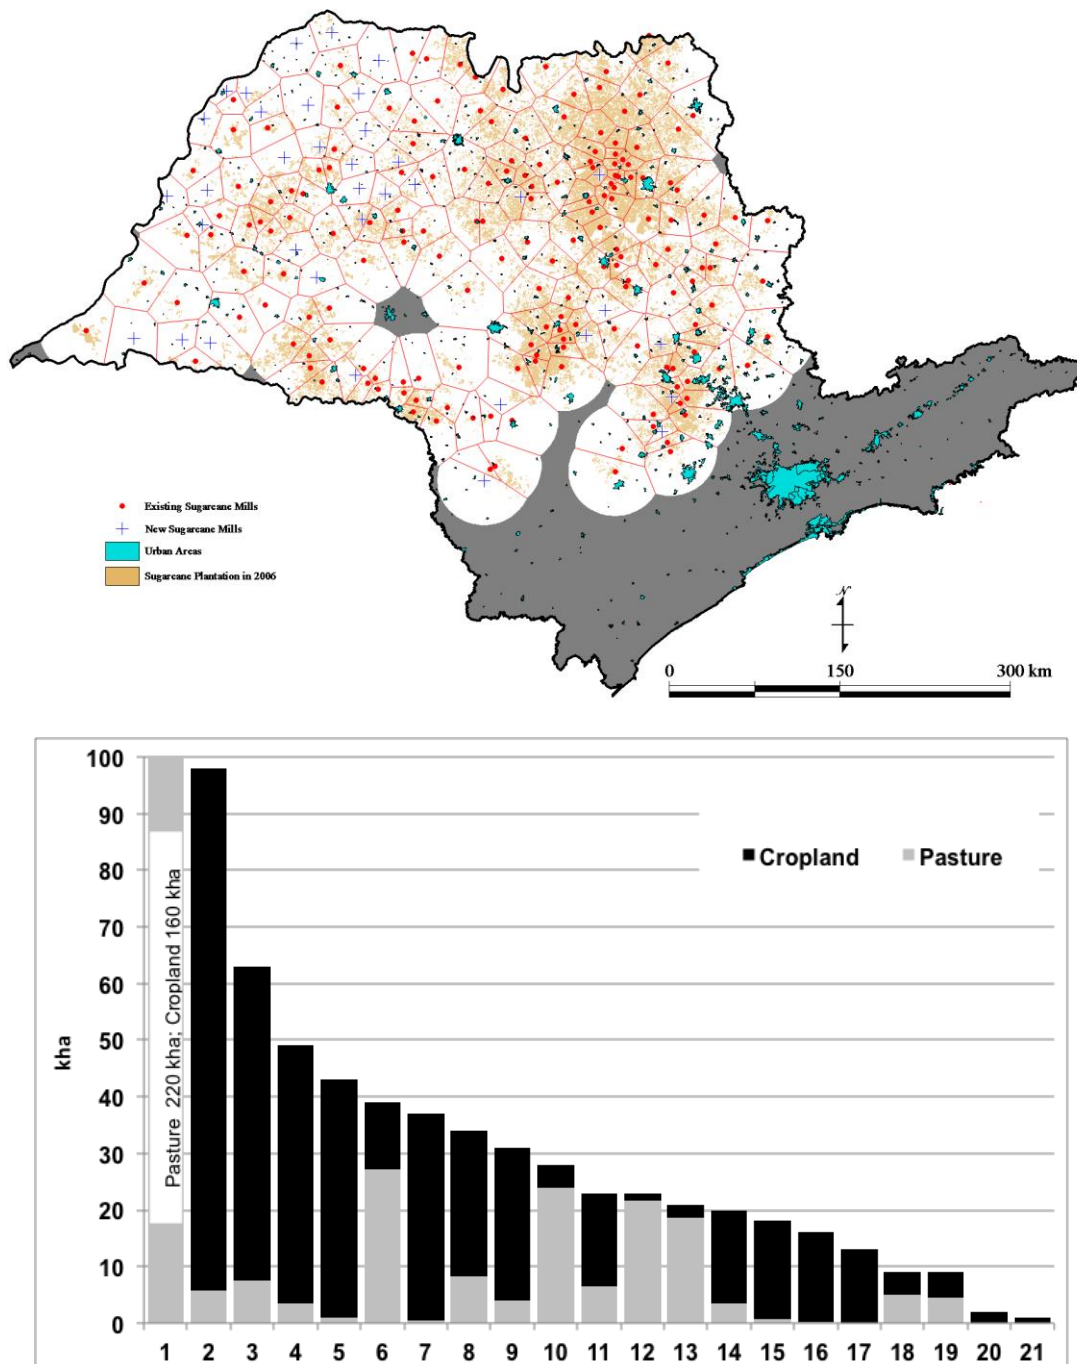 Existing Sugarcane Mills
New Sugarcane Mills
Urban Areas
Sugarcane Plantation in 2006
N
0 150 300 km
100
90
80
70
60
50
40
30
20
10
0
kha
Pasture 220 kha; Cropland 160 kha
Cropland Pasture
1 2 3 4 5 6 7 8 9 10 11 12 13 14 15 16 17 18 19 20 21